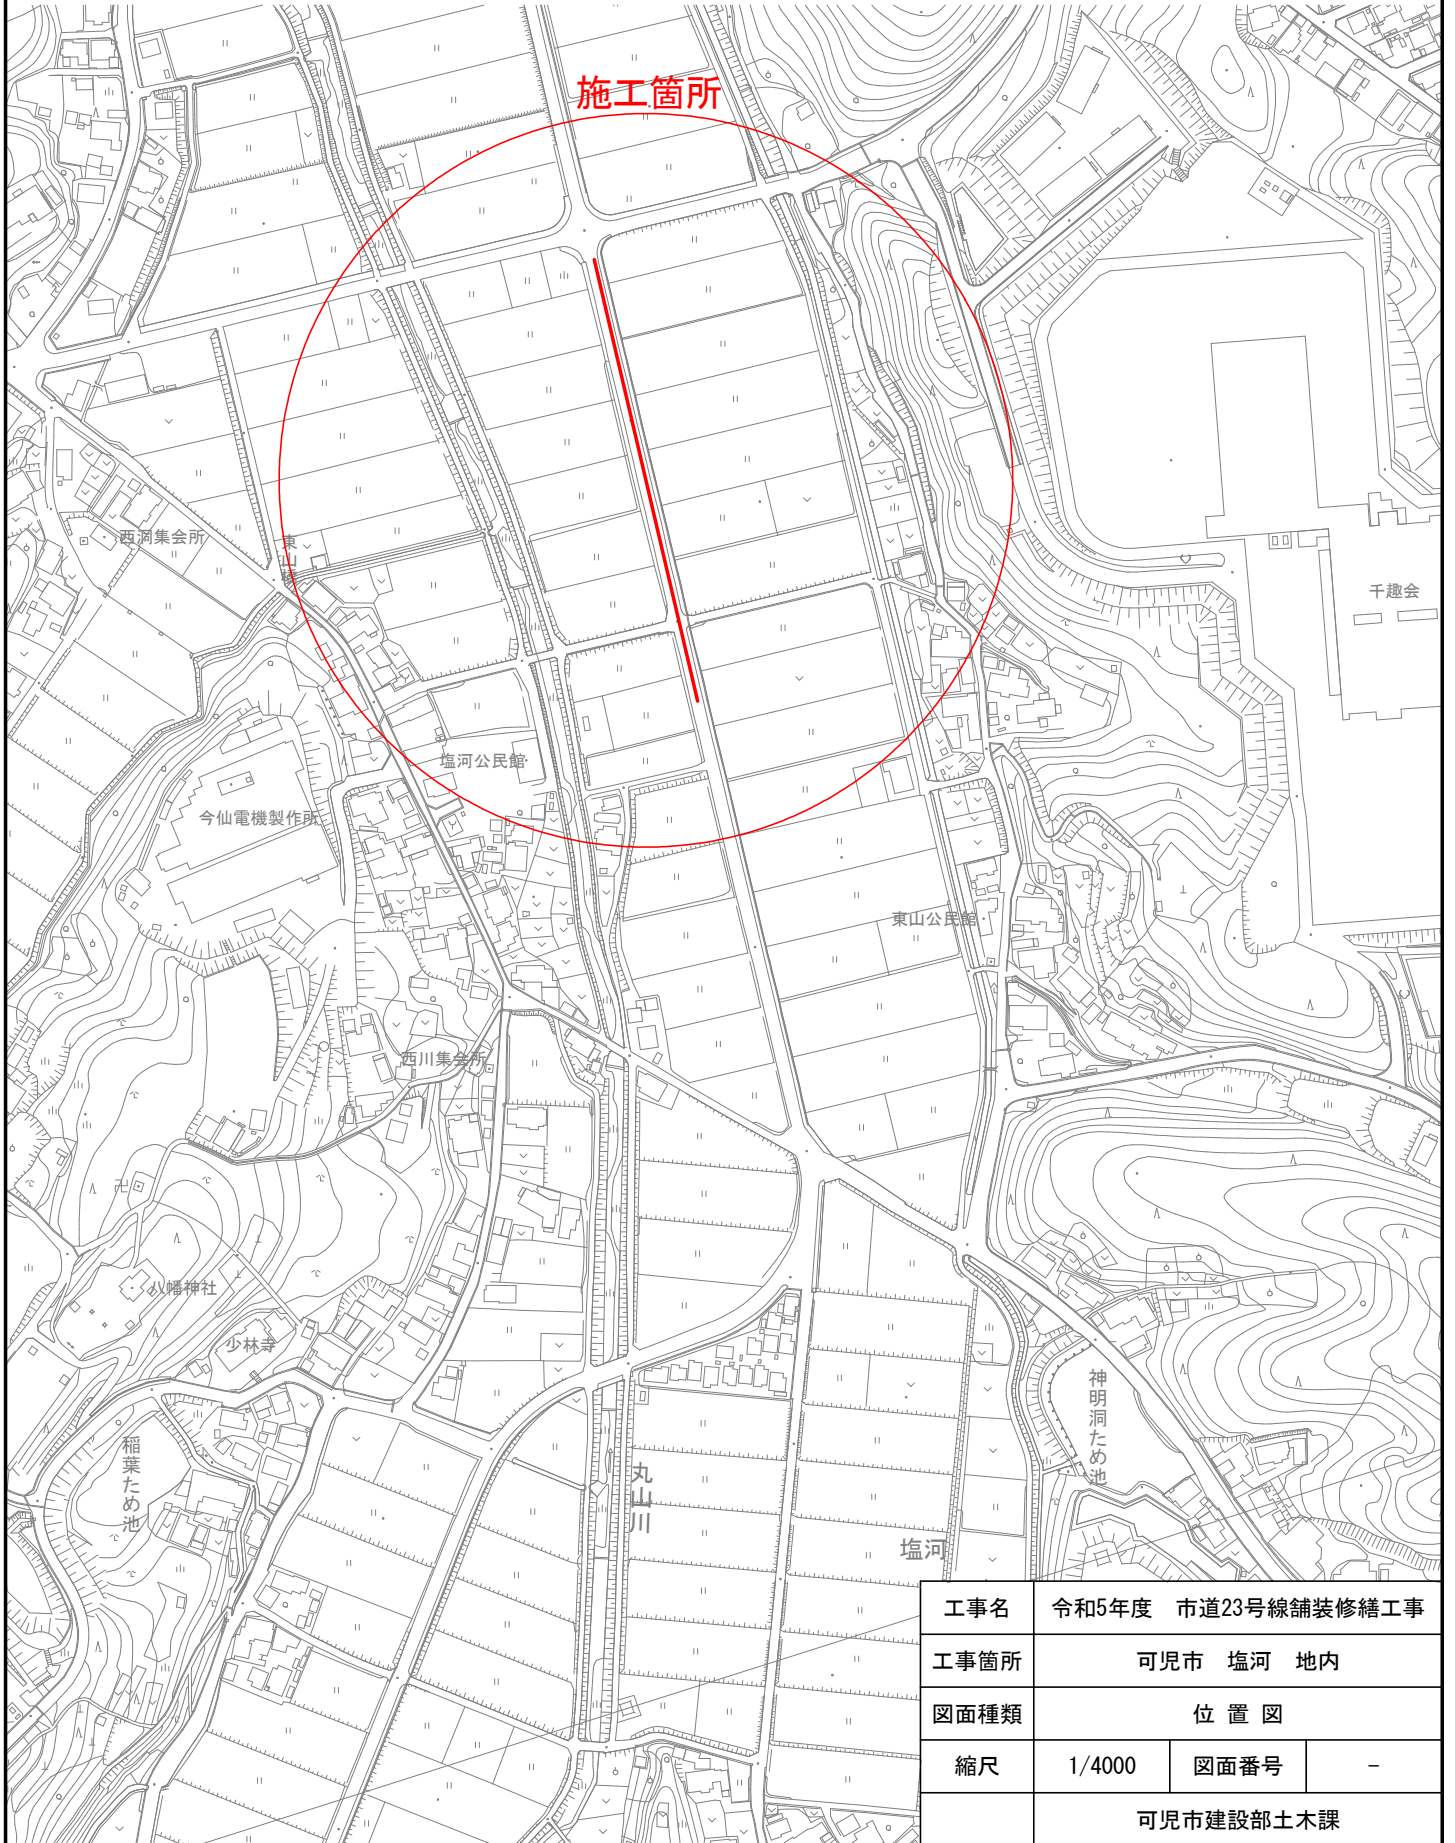 施工箇所
西洞集会所
東山橋
千趣会
塩河公民館
今仙電機製作所
東山公民館
西川集会所
八幡神社
少林寺
神明洞ため池
稲葉ため池
丸山川
塩河
工事名 令和5年度 市道23号線舗装修繕工事
工事箇所 可児市 塩河 地内
図面種類 位置図
縮尺 1/4000 図面番号 －
可児市建設部土木課